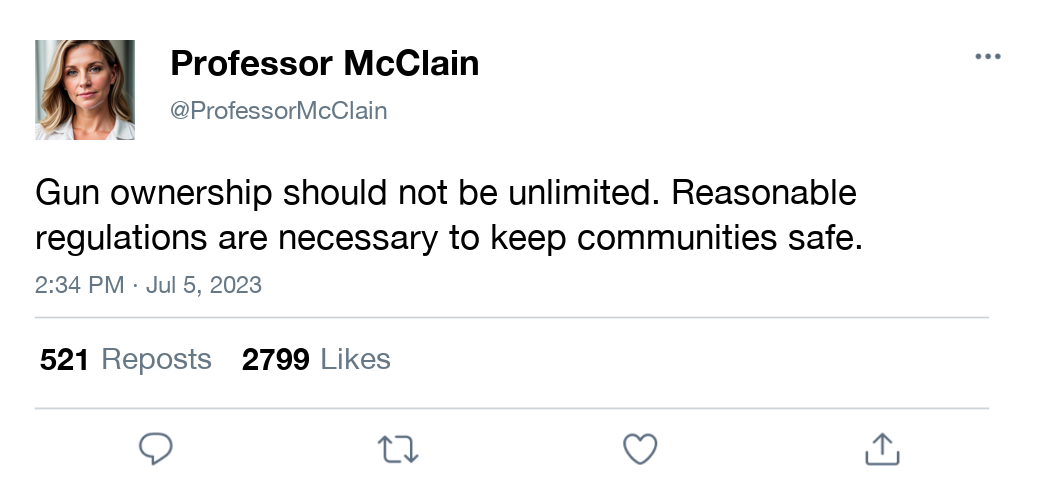 Professor McClain
@ProfessorMcClain
Gun ownership should not be unlimited. Reasonable
regulations are necessary to keep communities safe.
2:34 PM · Jul 5, 2023
521 Reposts 2799 Likes